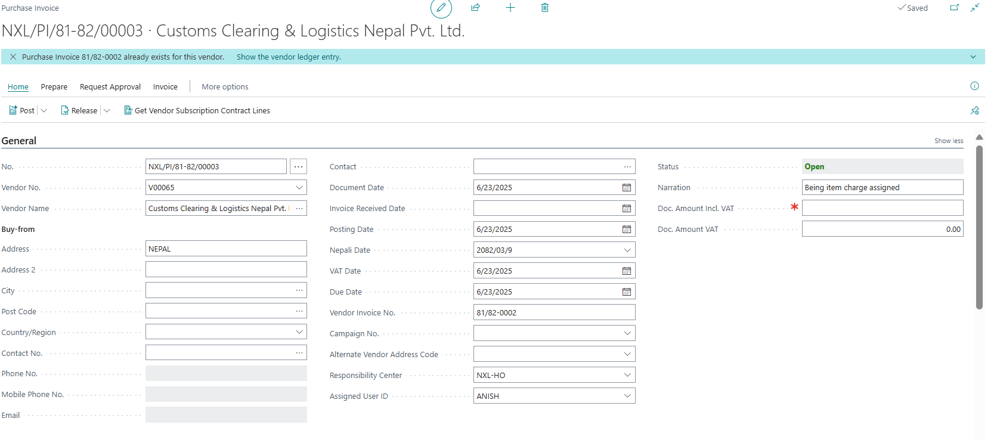 Purchase Invoice
Saved
NXL/PI/81-82/00003 · Customs Clearing & Logistics Nepal Pvt. Ltd.
Purchase Invoice 81/82-0002 already exists for this vendor. Show the vendor ledger entry.
Home Prepare Request Approval Invoice More options
Post Release Get Vendor Subscription Contract Lines
General
Show less
No. NXL/PI/81-82/00003
Vendor No. V00065
Vendor Name Customs Clearing & Logistics Nepal Pvt.
Buy-from
Address NEPAL
Address 2
City
Post Code
Country/Region
Contact No.
Phone No.
Mobile Phone No.
Email
Contact
Document Date 6/23/2025
Invoice Received Date
Posting Date 6/23/2025
Nepali Date 2082/03/9
VAT Date 6/23/2025
Due Date 6/23/2025
Vendor Invoice No. 81/82-0002
Campaign No.
Alternate Vendor Address Code
Responsibility Center NXL-HO
Assigned User ID ANISH
Status Open
Narration Being item charge assigned
Doc. Amount Incl. VAT *
Doc. Amount VAT 0.00